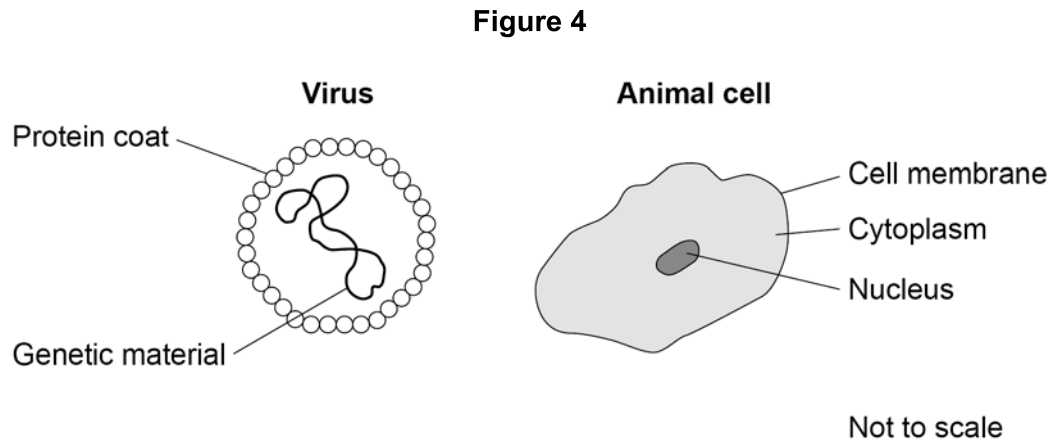 Figure 4
Virus
Protein coat
Genetic material
Animal cell
Cell membrane
Cytoplasm
Nucleus
Not to scale